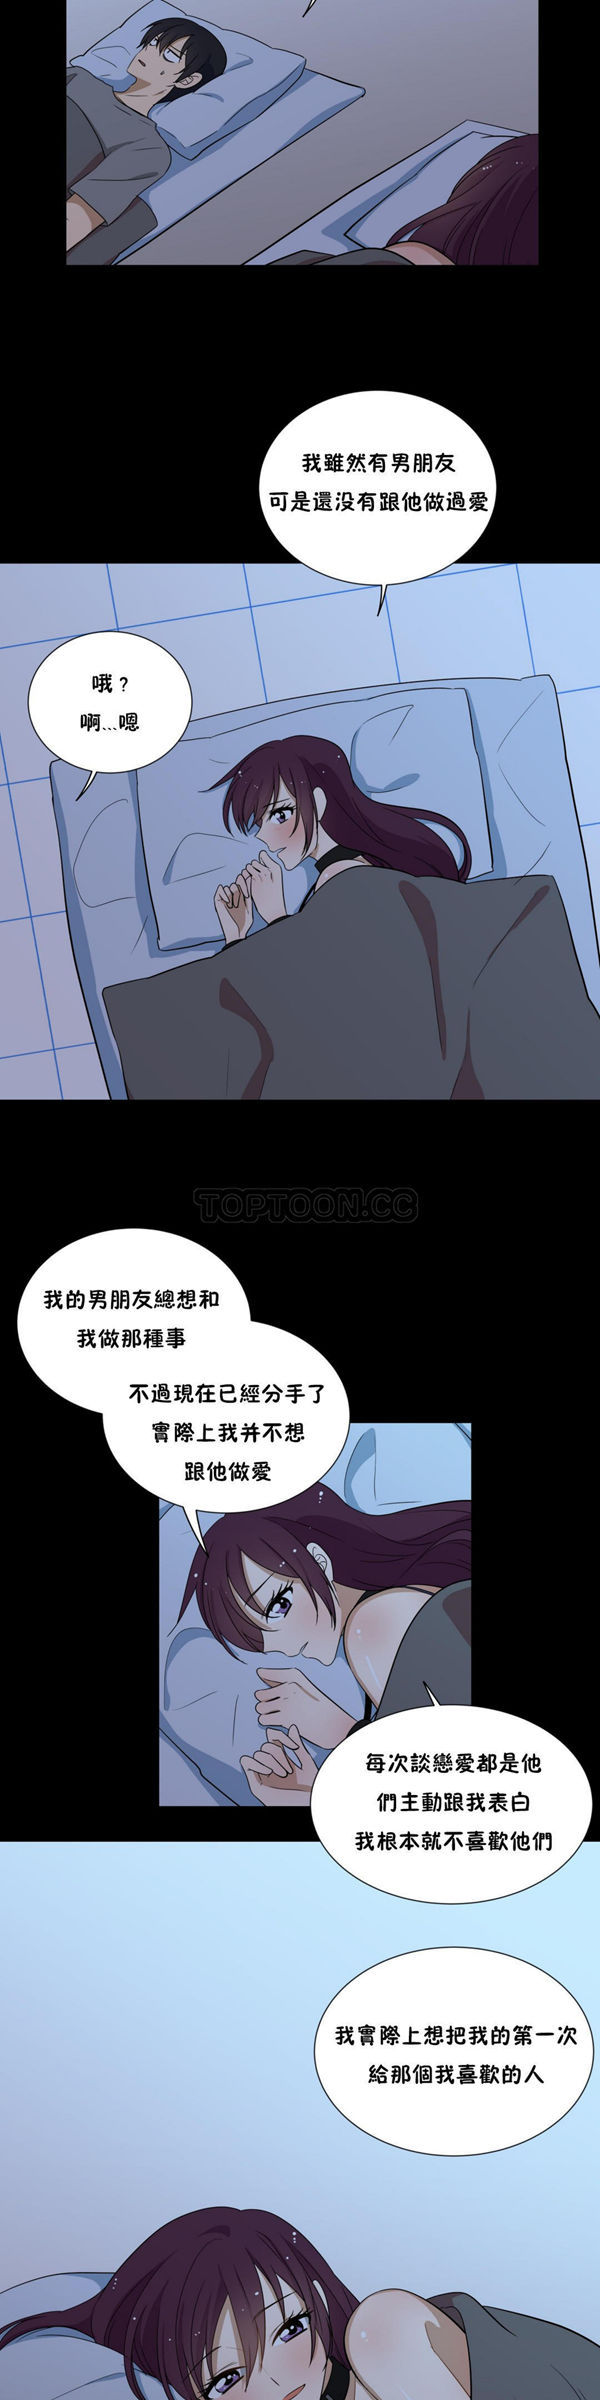 我雖然有男朋友
可是還没有跟他做過愛
哦？
啊...嗯
TOPTOON.CC
我的男朋友總想和
我做那種事
不過現在已經分手了
實際上我并不想
跟他做愛
每次談戀愛都是他
們主動跟我表白
我根本就不喜歡他們
我實際上想把我的第一次
給那個我喜歡的人